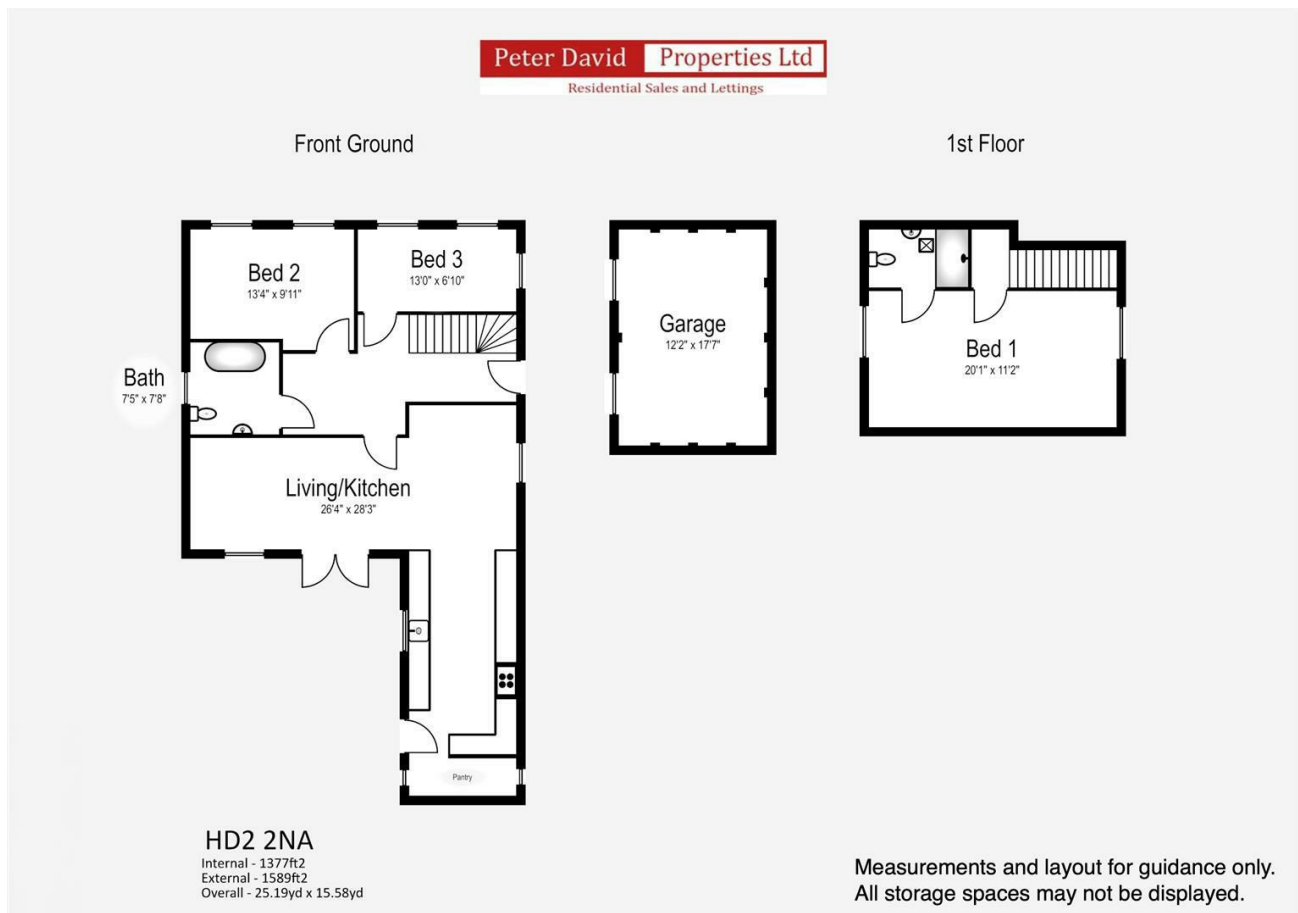 Peter David Properties Ltd
Residential Sales and Lettings
Front Ground
1st Floor
Bed 2
13'4" x 9'11"
Bed 3
13'0" x 6'10"
Garage
12'2" x 17'7"
Bed 1
20'1" x 11'2"
Bath
7'5" x 7'8"
Living/Kitchen
26'4" x 28'3"
Pantry
HD2 2NA
Internal - 1377ft2
External - 1589ft2
Overall - 25.19yd x 15.58yd
Measurements and layout for guidance only.
All storage spaces may not be displayed.